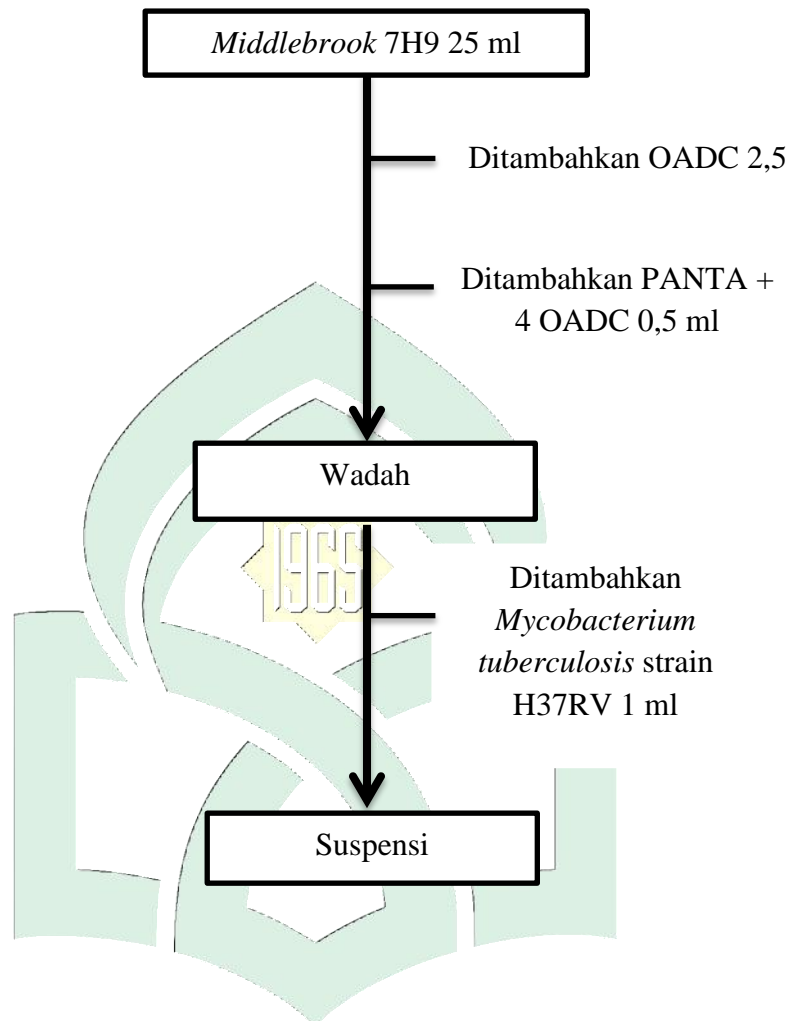 Middlebrook 7H9 25 ml
Ditambahkan OADC 2,5
Ditambahkan PANTA +
4 OADC 0,5 ml
Wadah
1965
Ditambahkan
Mycobacterium
tuberculosis strain
H37RV 1 ml
Suspensi